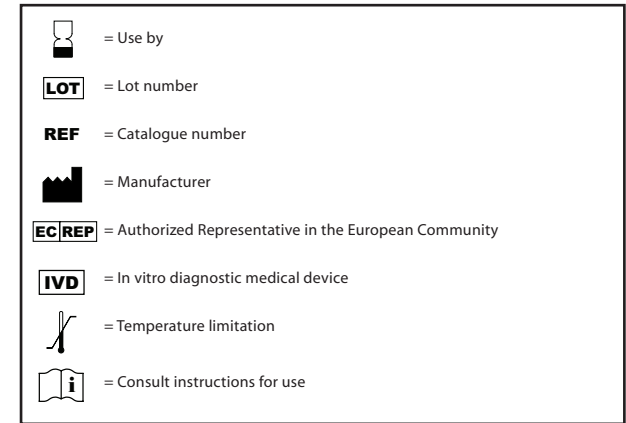 = Use by
LOT = Lot number
REF = Catalogue number
= Manufacturer
EC REP = Authorized Representative in the European Community
IVD = In vitro diagnostic medical device
= Temperature limitation
i = Consult instructions for use